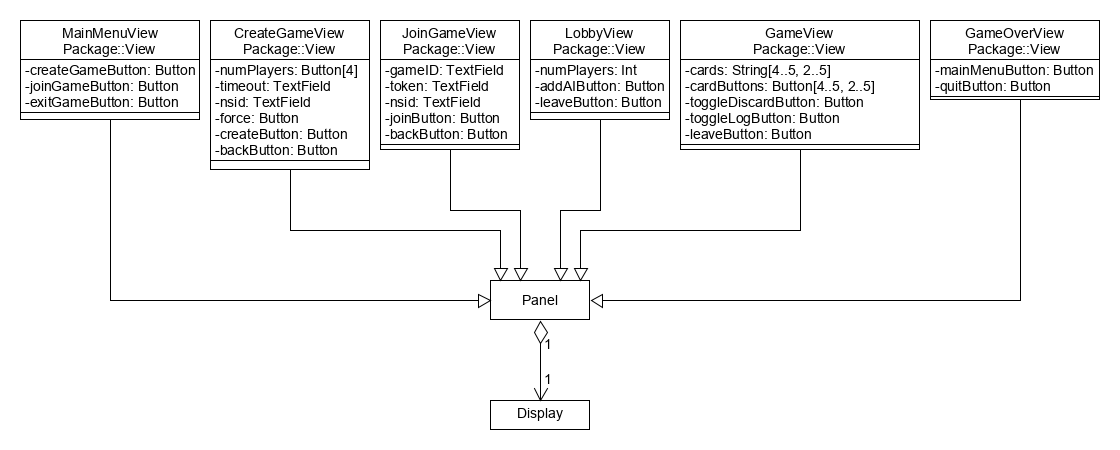 MainMenuView
Package::View
-createGameButton: Button
-joinGameButton: Button
-exitGameButton: Button
CreateGameView
Package::View
-numPlayers: Button[4]
-timeout: TextField
-nsid: TextField
-force: Button
-createButton: Button
-backButton: Button
JoinGameView
Package::View
-gameID: TextField
-token: TextField
-nsid: TextField
-joinButton: Button
-backButton: Button
LobbyView
Package::View
-numPlayers: Int
-addAIButton: Button
-leaveButton: Button
GameView
Package::View
-cards: String[4..5, 2..5]
-cardButtons: Button[4..5, 2..5]
-toggleDiscardButton: Button
-toggleLogButton: Button
-leaveButton: Button
GameOverView
Package::View
-mainMenuButton: Button
-quitButton: Button
Panel
1
1
Display